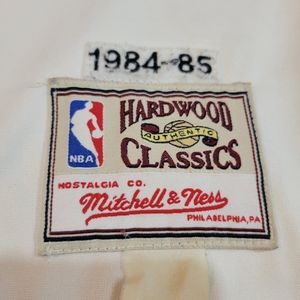 1984-85
NBA
HARDWOOD
AUTHENTIC
CLASSICS
NOSTALGIA CO.
Mitchell & Ness
PHILADELPHIA, PA